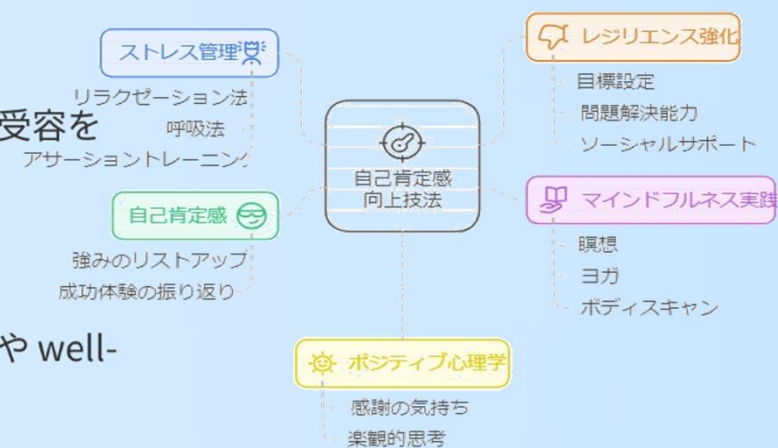 ストレス管理
リラクゼーション法
呼吸法
アサーショントレーニング
受容を
自己肯定感
強みのリストアップ
成功体験の振り返り
や well-
自己肯定感
向上技法
レジリエンス強化
目標設定
問題解決能力
ソーシャルサポート
マインドフルネス実践
瞑想
ヨガ
ボディスキャン
ポジティブ心理学
感謝の気持ち
楽観的思考